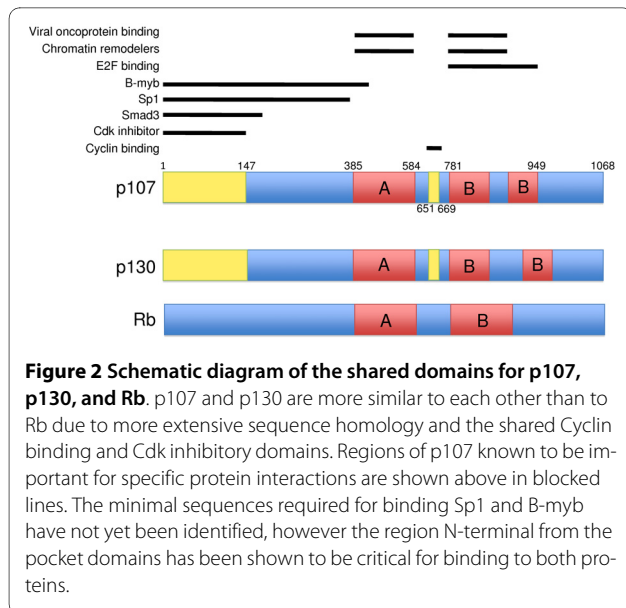 Viral oncoprotein binding
Chromatin remodelers
E2F binding
B-myb
Sp1
Smad3
Cdk inhibitor
Cyclin binding
1 147 385 584 781 949 1068
p107 A B B
651 669
p130 A B B
Rb A B
Figure 2 Schematic diagram of the shared domains for p107,
p130, and Rb. p107 and p130 are more similar to each other than to
Rb due to more extensive sequence homology and the shared Cyclin
binding and Cdk inhibitory domains. Regions of p107 known to be im-
portant for specific protein interactions are shown above in blocked
lines. The minimal sequences required for binding Sp1 and B-myb
have not yet been identified, however the region N-terminal from the
pocket domains has been shown to be critical for binding to both pro-
teins.